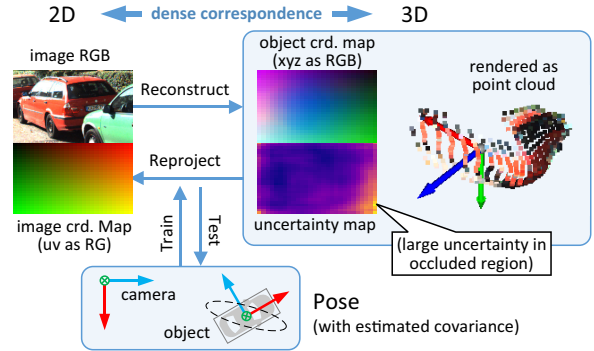 2D
dense correspondence
3D
image RGB
object crd. map
(xyz as RGB)
rendered as
point cloud
Reconstruct
Reproject
image crd. Map
(uv as RG)
uncertainty map
(large uncertainty in
occluded region)
Train
Test
camera
object
Pose
(with estimated covariance)